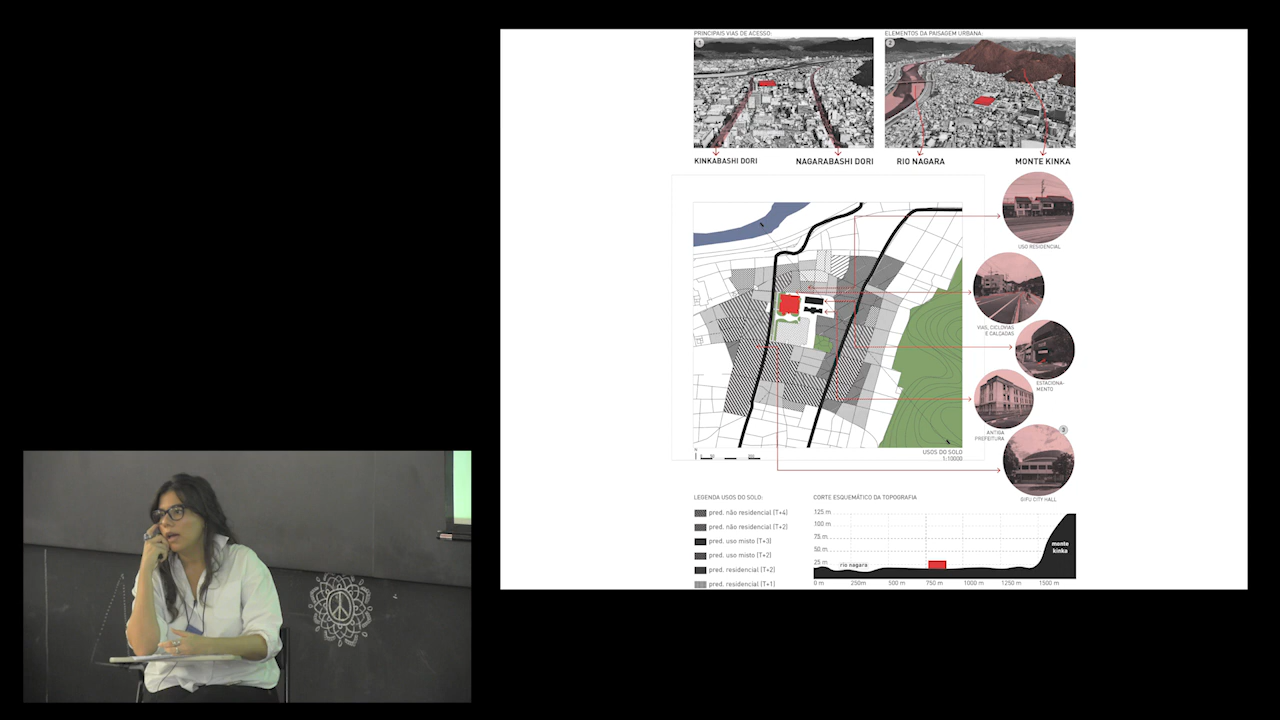 PRINCIPAIS VIAS DE ACESSO:
ELEMENTOS DA PAISAGEM URBANA:
1
2
KINKABASHI DORI
NAGARABASHI DORI
RIO NAGARA
MONTE KINKA
USO RESIDENCIAL
VIAS, CICLOVIAS
E CALÇADAS
ESTACIONA-
MENTO
ANTIGA
PREFEITURA
3
GIFU CITY HALL
USOS DO SOLO
1:10000
LEGENDA USOS DO SOLO:
pred. não residencial (T+4)
pred. não residencial (T+2)
pred. uso misto (T+3)
pred. uso misto (T+2)
pred. residencial (T+2)
pred. residencial (T+1)
CORTE ESQUEMÁTICO DA TOPOGRAFIA
125 m
100 m
75 m
50 m
25 m
rio nagara
monte
kinka
0 m
250m
500 m
750 m
1000 m
1250 m
1500 m